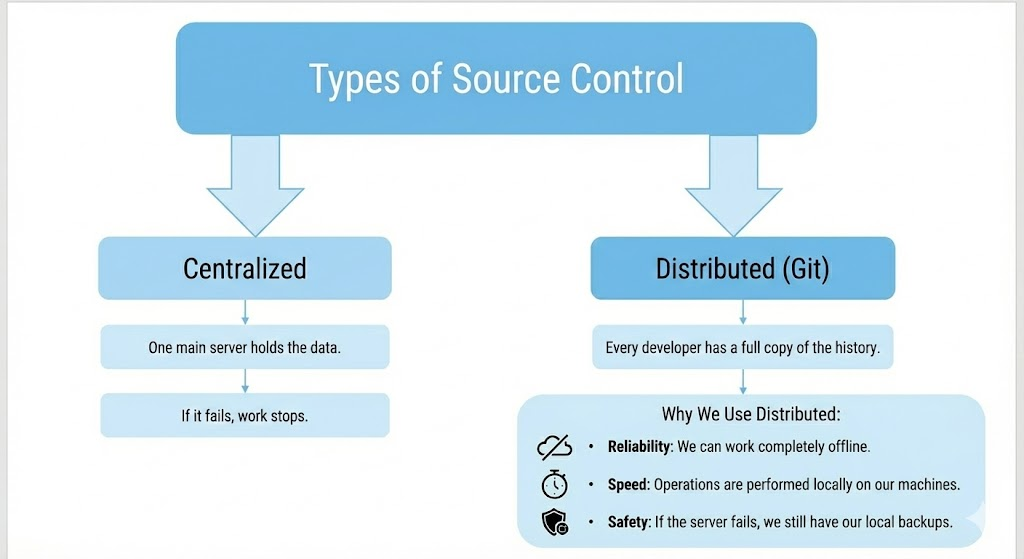 Types of Source Control
Centralized
One main server holds the data.
If it fails, work stops.
Distributed (Git)
Every developer has a full copy of the history.
Why We Use Distributed:
• Reliability: We can work completely offline.
• Speed: Operations are performed locally on our machines.
• Safety: If the server fails, we still have our local backups.